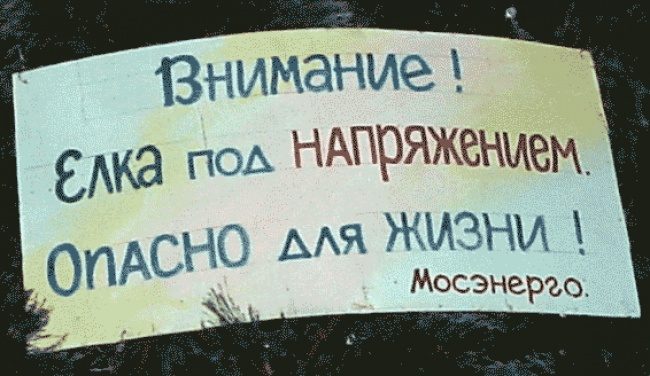 Внимание!
Елка под НАПРЯЖЕНИЕМ.
ОПАСНО для ЖИЗНИ!
Мосэнерго.